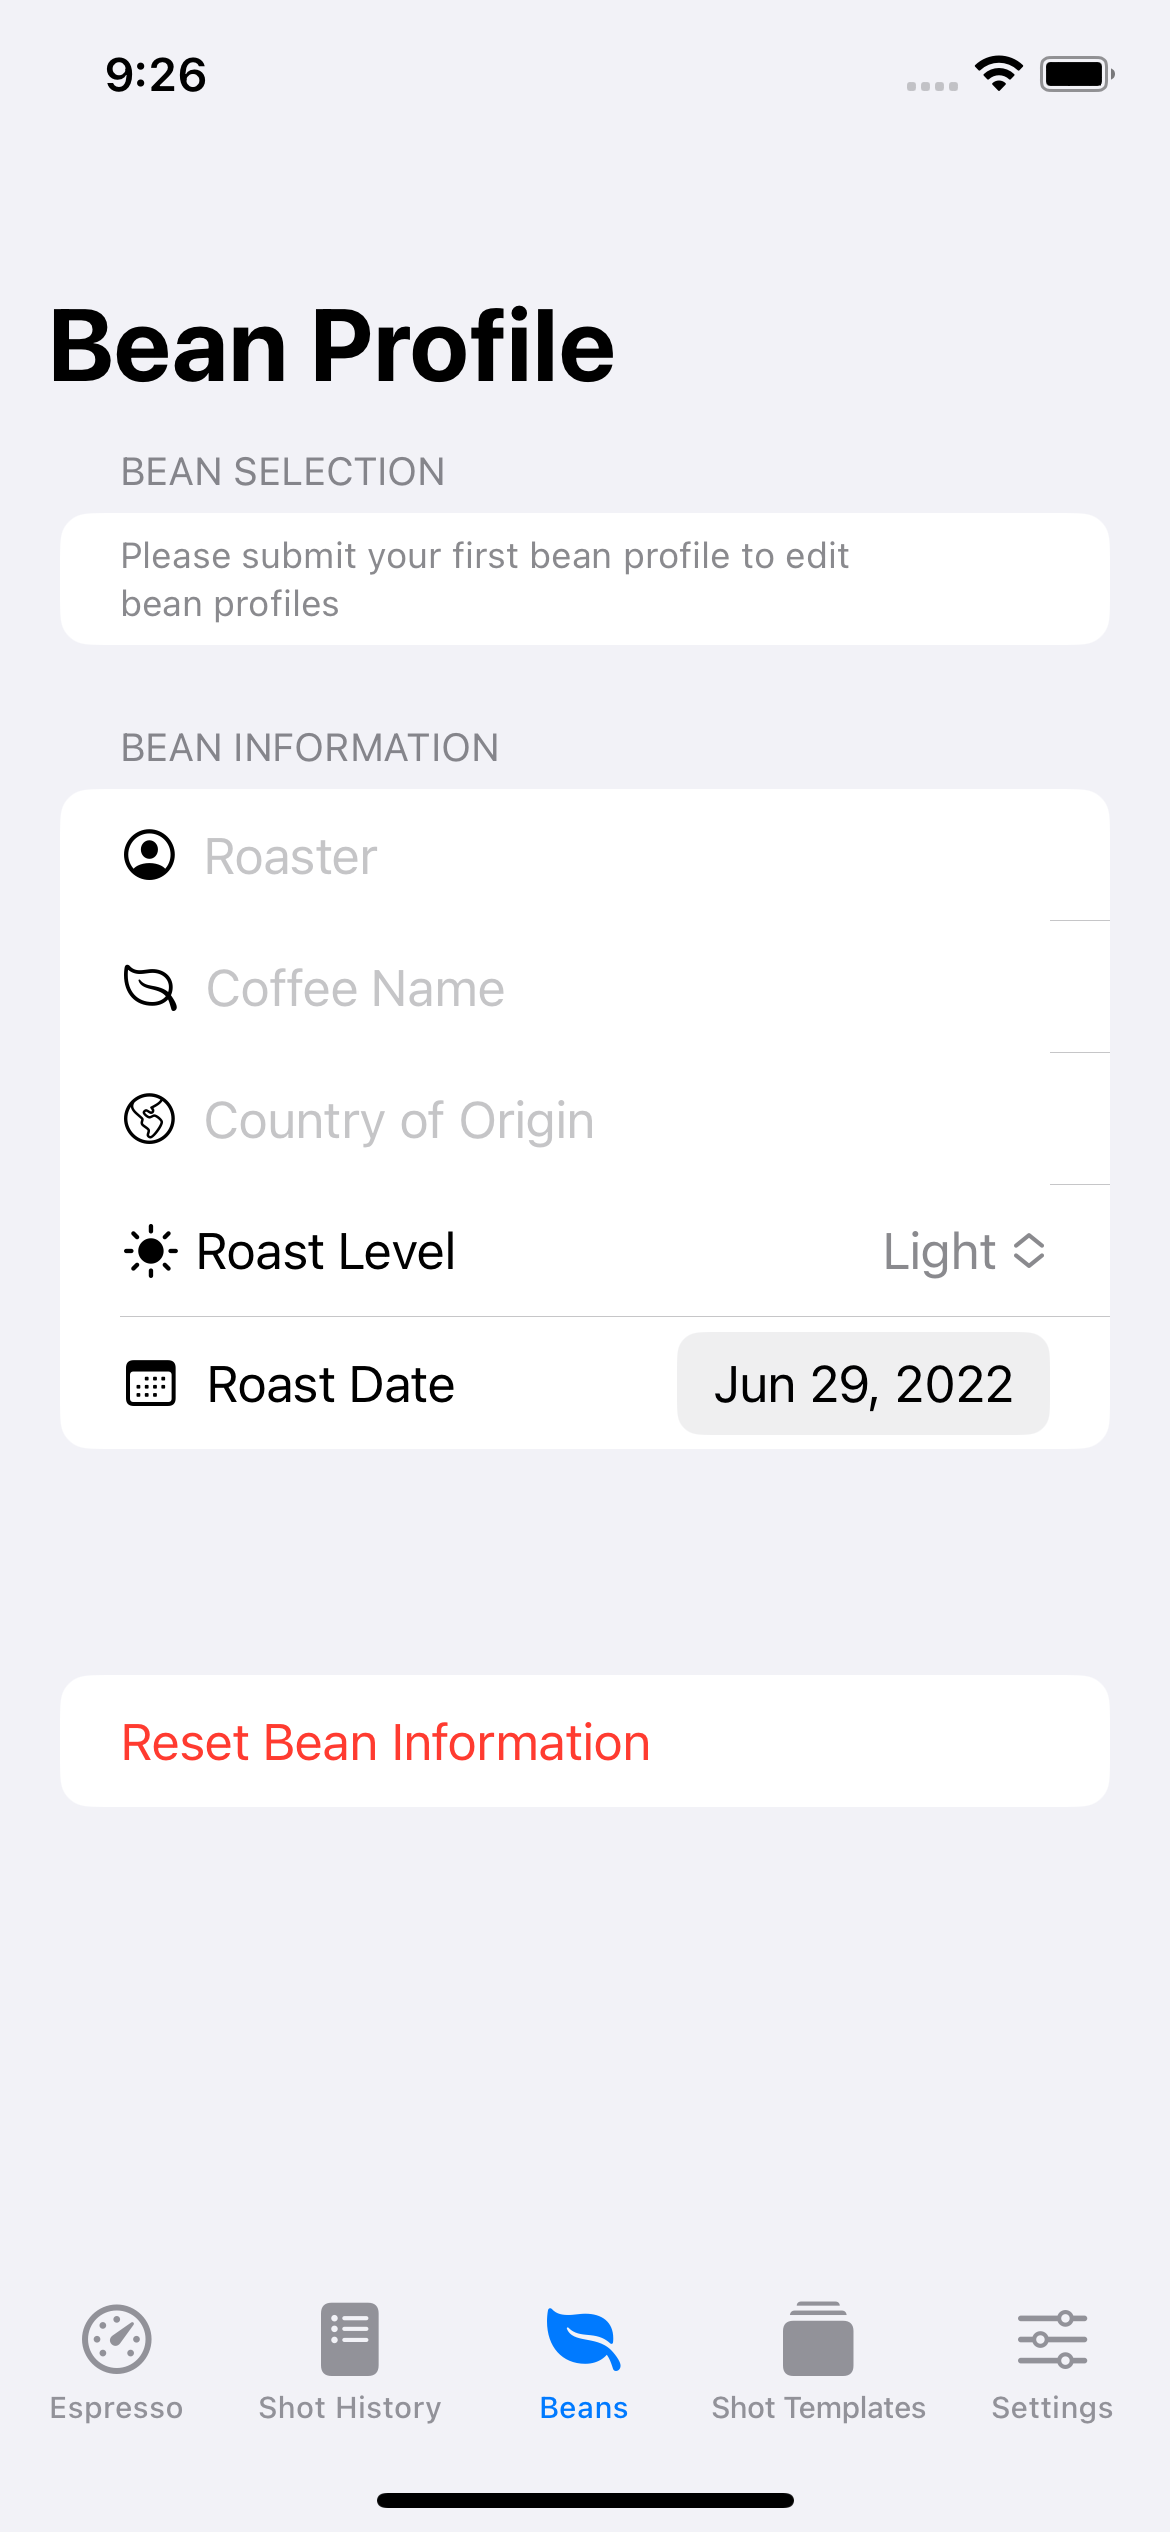 9:26
Bean Profile
BEAN SELECTION
Please submit your first bean profile to edit
bean profiles
BEAN INFORMATION
Roaster
Coffee Name
Country of Origin
Roast Level Light
Roast Date Jun 29, 2022
Reset Bean Information
Espresso Shot History Beans Shot Templates Settings